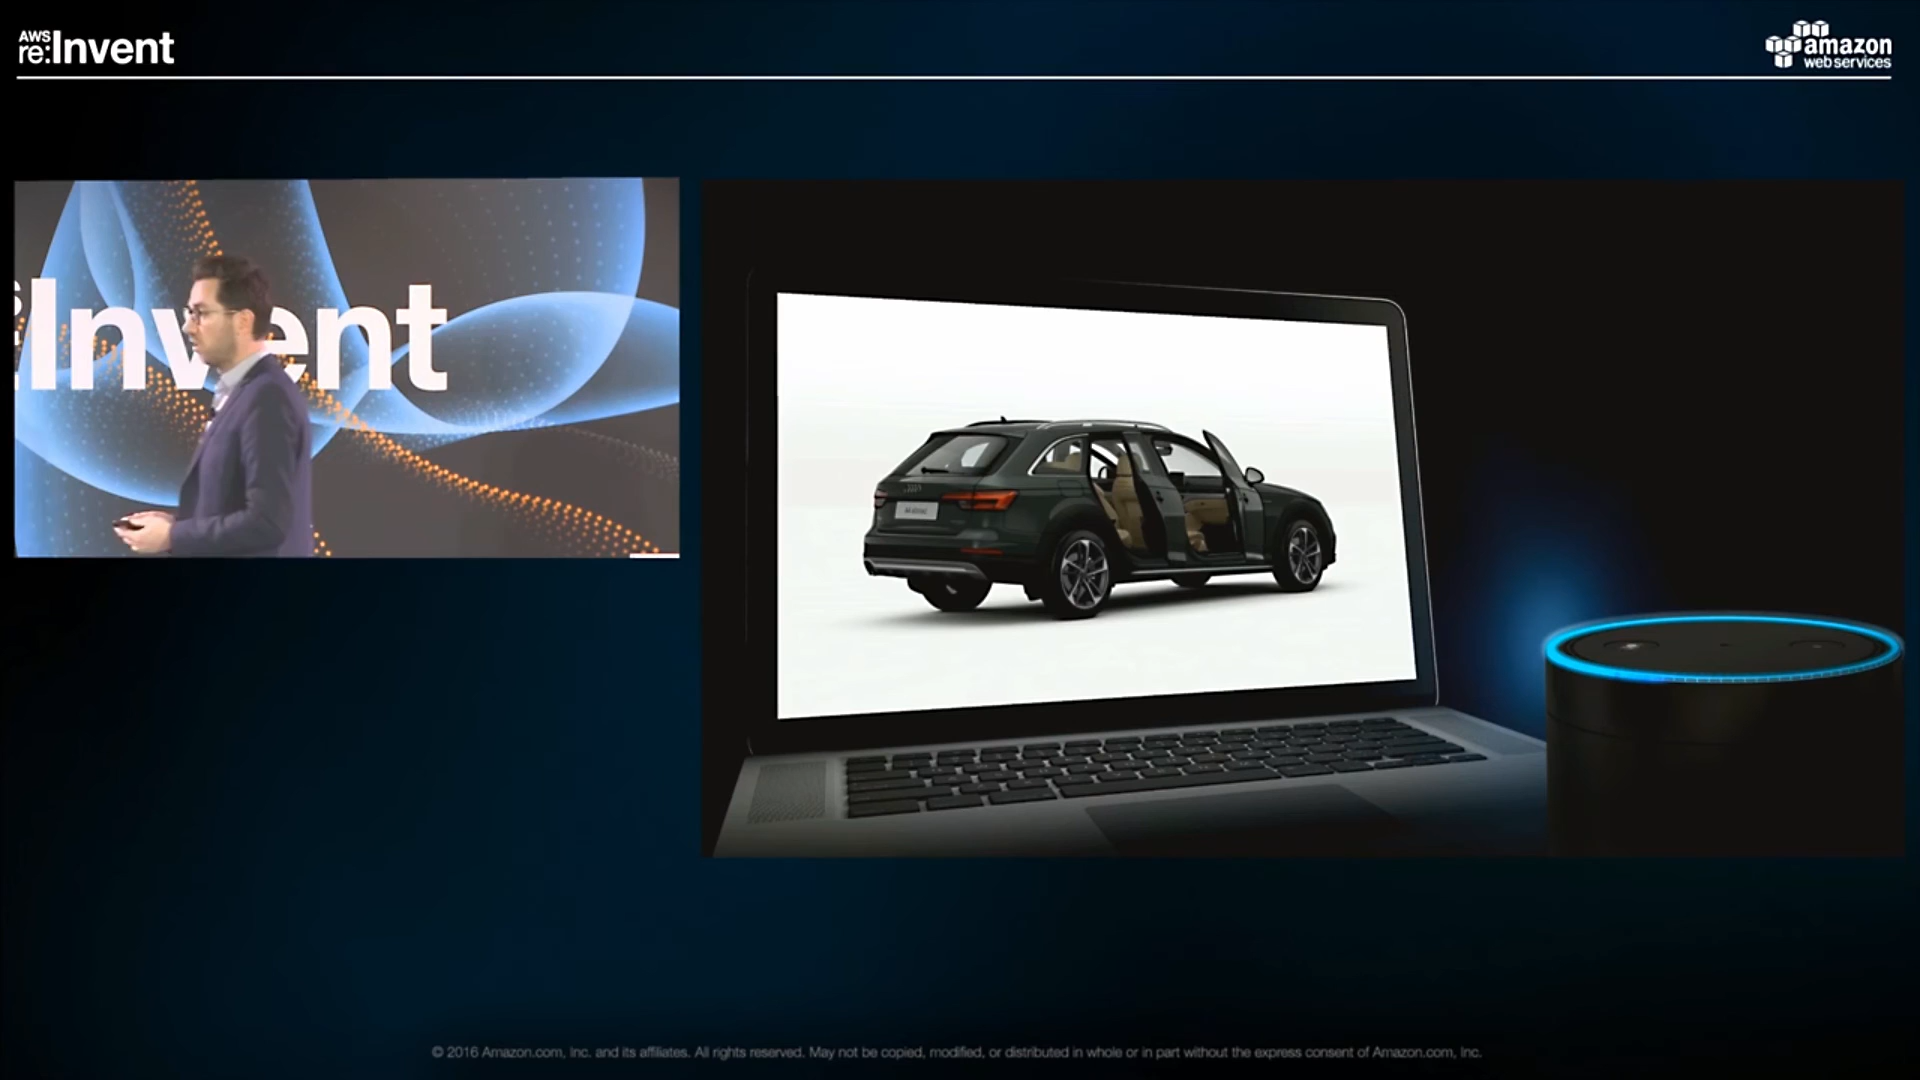 AWS
re:Invent
amazon
web services
:Invent
© 2016 Amazon.com, Inc. and its affiliates. All rights reserved. May not be copied, modified, or distributed in whole or in part without the express consent of Amazon.com, Inc.